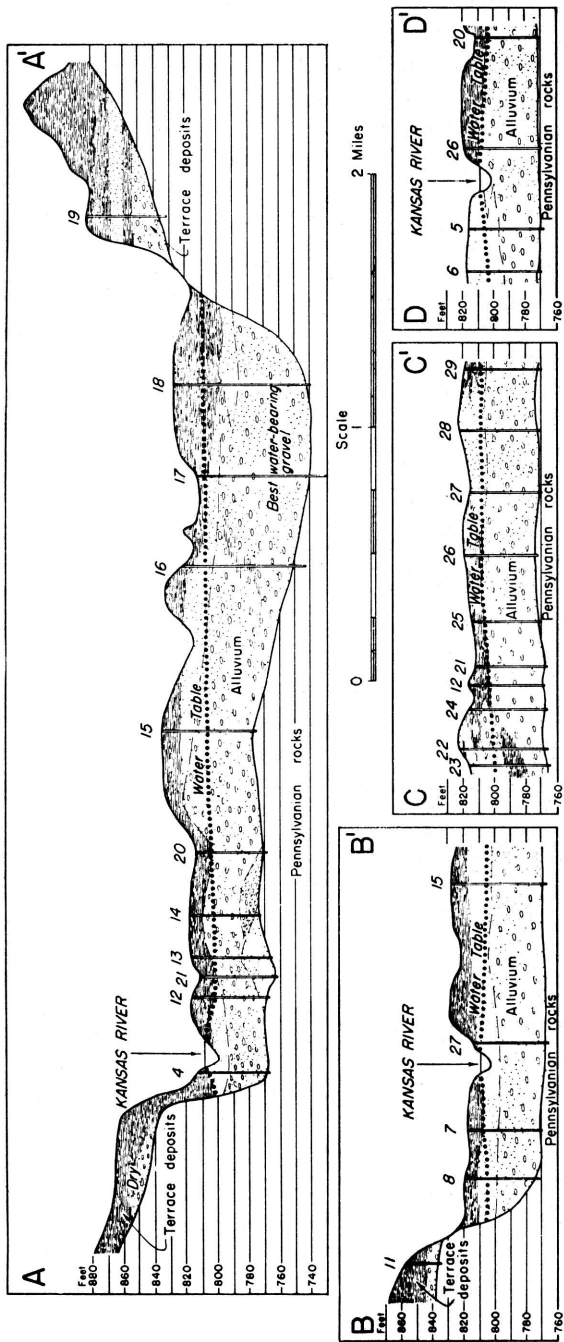 A
A'
Feet
880
860
840
820
800
780
760
740
"Dry"
Terrace deposits
KANSAS RIVER
4
12
21
13
14
20
15
16
17
18
19
Water Table
Alluvium
Best water-bearing
gravel
Pennsylvanian rocks
Terrace deposits
0
1
2 Miles
Scale
B
B'
Feet
860
840
820
800
780
760
11
8
7
27
15
Terrace
deposits
KANSAS RIVER
Water Table
Alluvium
Pennsylvanian rocks
C
C'
Feet
820
800
780
760
23
22
24
12
21
25
26
27
28
29
Water Table
Alluvium
Pennsylvanian rocks
D
D'
Feet
820
800
780
760
6
5
26
20
KANSAS RIVER
Water Table
Alluvium
Pennsylvanian rocks